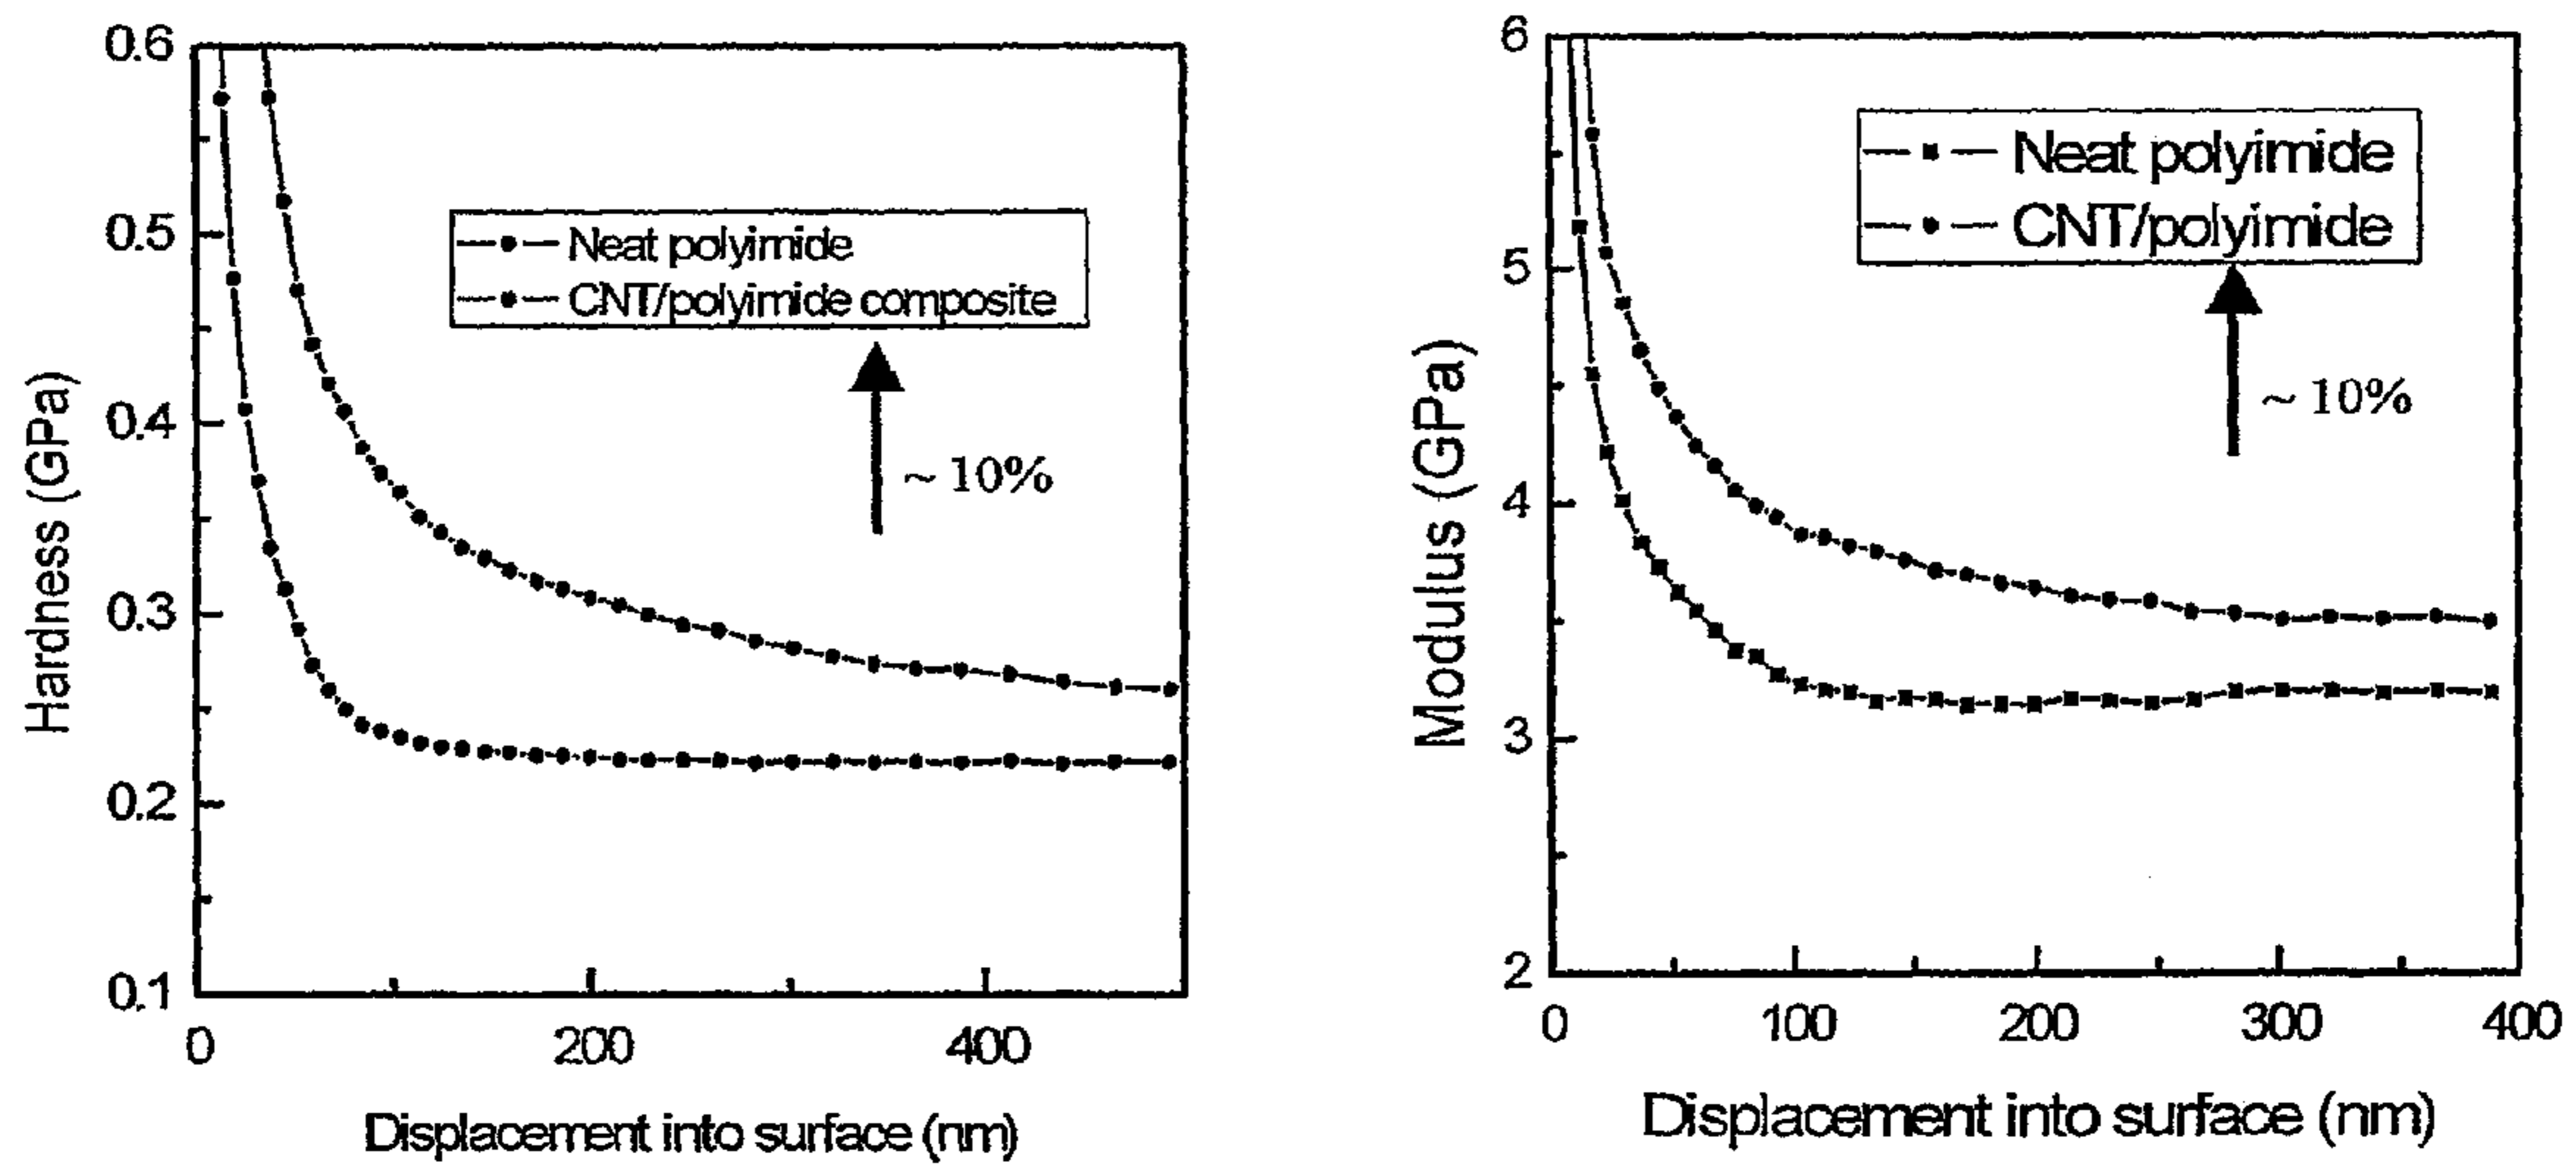 0.6
0.5
0.4
0.3
0.2
0.1
Hardness (GPa)
Neat polyimide
CNT/polyimide composite
~ 10%
0 200 400
Displacement into surface (nm)
6
5
4
3
2
Modulus (GPa)
Neat polyimide
CNT/polyimide
~ 10%
0 100 200 300 400
Displacement into surface (nm)